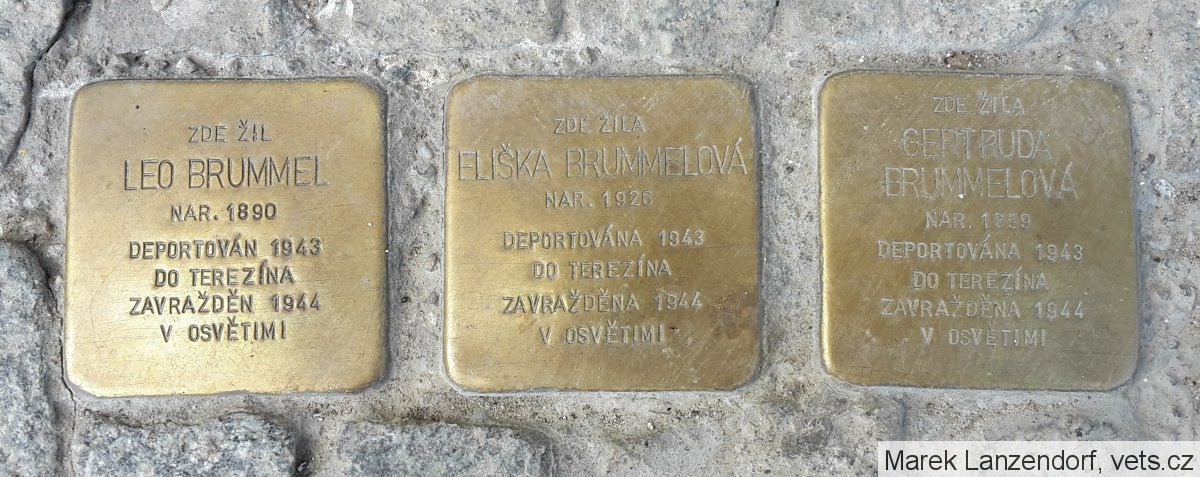 ZDE ŽIL
LEO BRUMMEL
NAR. 1890
DEPORTOVÁN 1943
DO TEREZÍNA
ZAVRAŽDĚN 1944
V OSVĚTIMI
ZDE ŽILA
ELIŠKA BRUMMELOVÁ
NAR. 1926
DEPORTOVÁNA 1943
DO TEREZÍNA
ZAVRAŽDĚNA 1944
V OSVĚTIMI
ZDE ŽILA
GERTRUDA
BRUMMELOVÁ
NAR. 1899
DEPORTOVÁNA 1943
DO TEREZÍNA
ZAVRAŽDĚNA 1944
V OSVĚTIMI
Marek Lanzendorf, vets.cz